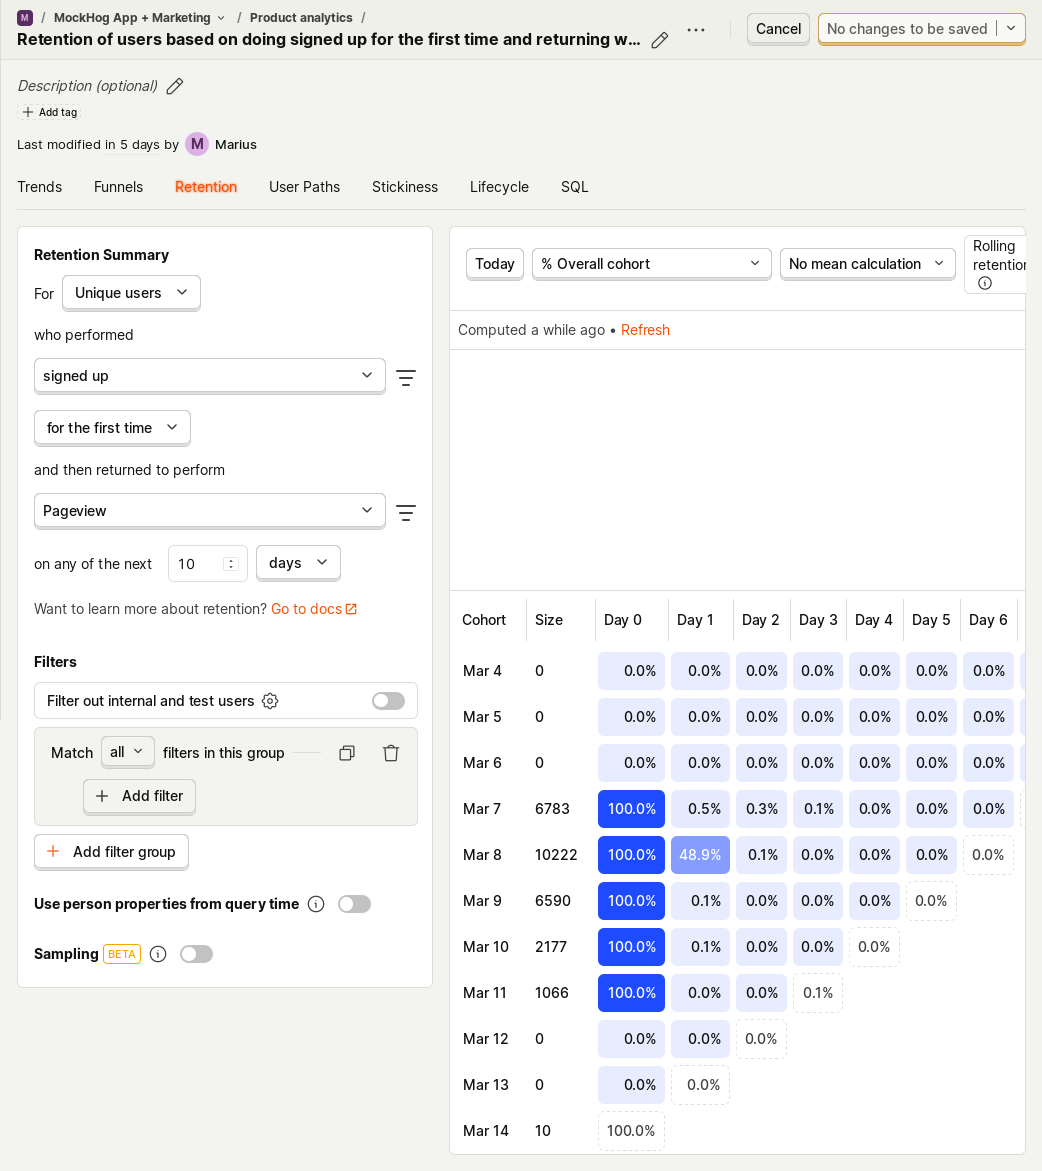 M / MockHog App + Marketing / Product analytics /
Retention of users based on doing signed up for the first time and returning w...
Cancel
No changes to be saved
Description (optional)
Add tag
Last modified in 5 days by M Marius
Trends Funnels Retention User Paths Stickiness Lifecycle SQL
Retention Summary
For Unique users
who performed
signed up
for the first time
and then returned to perform
Pageview
on any of the next 10 days
Want to learn more about retention? Go to docs
Filters
Filter out internal and test users
Match all filters in this group
Add filter
Add filter group
Use person properties from query time
Sampling BETA
Today % Overall cohort No mean calculation
Rolling
retention
Computed a while ago • Refresh
Cohort Size Day 0 Day 1 Day 2 Day 3 Day 4 Day 5 Day 6
Mar 4 0 0.0% 0.0% 0.0% 0.0% 0.0% 0.0% 0.0%
Mar 5 0 0.0% 0.0% 0.0% 0.0% 0.0% 0.0% 0.0%
Mar 6 0 0.0% 0.0% 0.0% 0.0% 0.0% 0.0% 0.0%
Mar 7 6783 100.0% 0.5% 0.3% 0.1% 0.0% 0.0% 0.0%
Mar 8 10222 100.0% 48.9% 0.1% 0.0% 0.0% 0.0% 0.0%
Mar 9 6590 100.0% 0.1% 0.0% 0.0% 0.0% 0.0%
Mar 10 2177 100.0% 0.1% 0.0% 0.0% 0.0%
Mar 11 1066 100.0% 0.0% 0.0% 0.1%
Mar 12 0 0.0% 0.0% 0.0%
Mar 13 0 0.0% 0.0%
Mar 14 10 100.0%